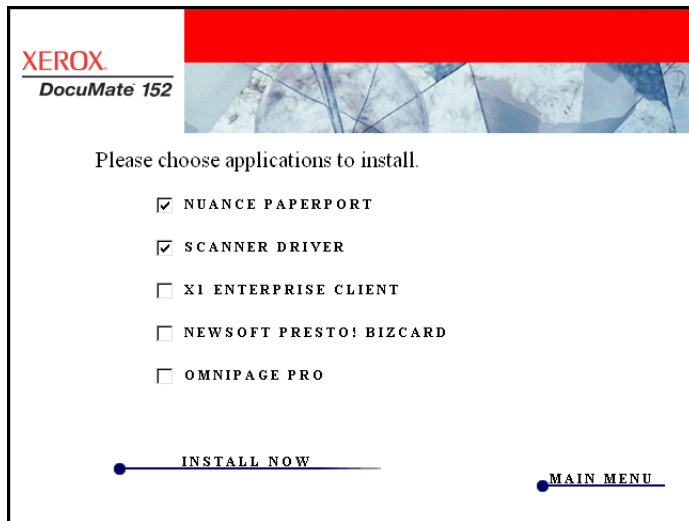 XEROX.
DocuMate 152
Please choose applications to install.
NUANCE PAPERPORT
SCANNER DRIVER
X1 ENTERPRISE CLIENT
NEWSOFT PRESTO! BIZCARD
OMNIPAGE PRO
INSTALL NOW
MAIN MENU